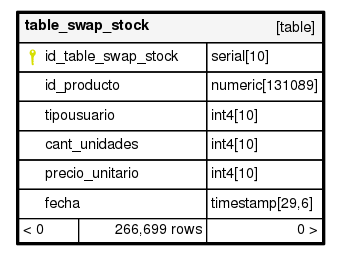 table_swap_stock [table]
id_table_swap_stock serial[10]
id_producto numeric[131089]
tipousuario int4[10]
cant_unidades int4[10]
precio_unitario int4[10]
fecha timestamp[29,6]
< 0 266,699 rows 0 >